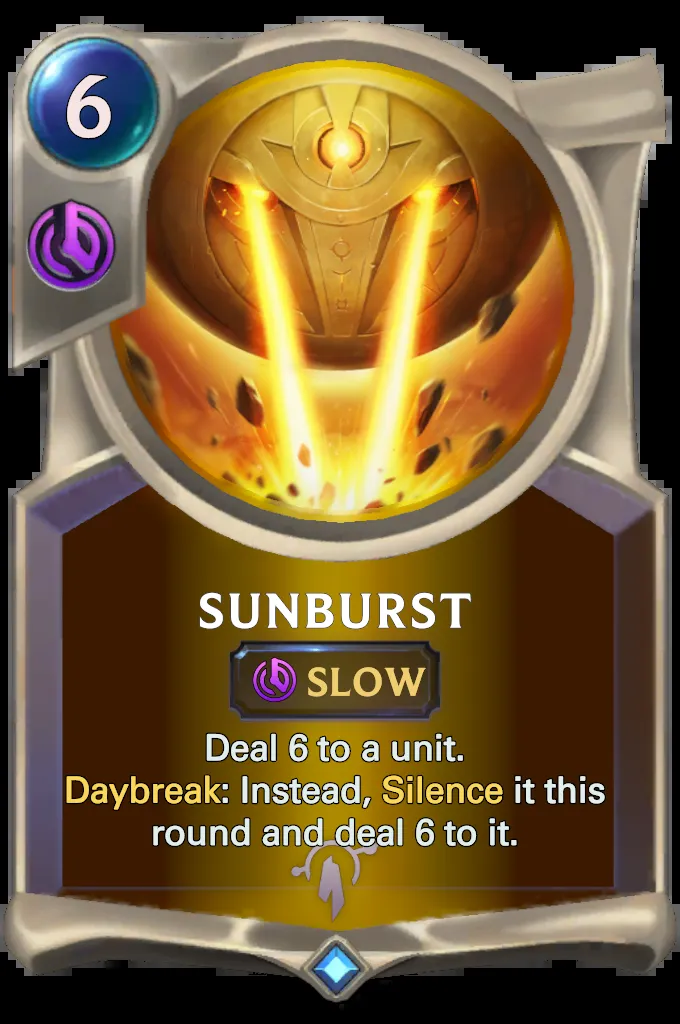 6
SUNBURST
SLOW
Deal 6 to a unit.
Daybreak: Instead, Silence it this
round and deal 6 to it.